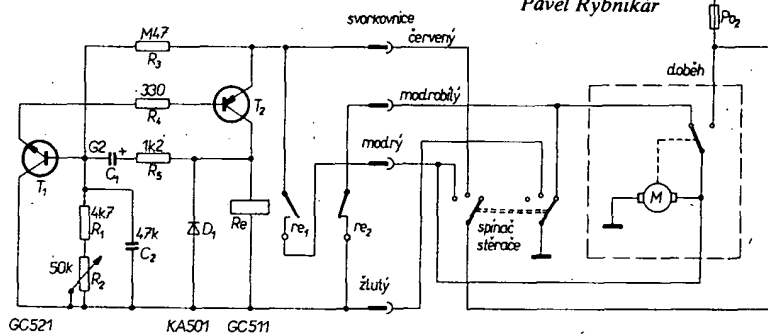 Pavel Rybnikár
Po2
svorkovnice
červený
M47
R3
doběh
modrobílý
330
R4
T2
modrý
G2
+
1k2
C1
R5
T1
4k7
R1
47k
C2
D1
Re
re1
re2
M
spínač
stěrače
50k
R2
žlutý
GC521
KA501
GC511